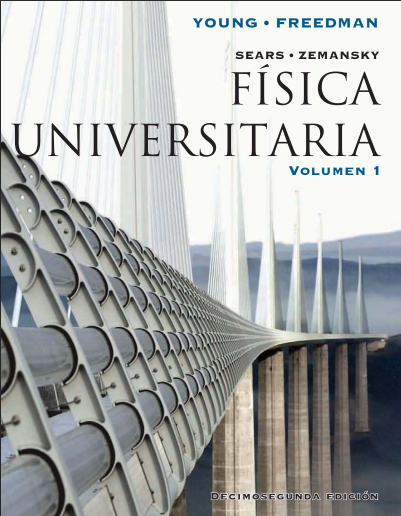 YOUNG • FREEDMAN
SEARS • ZEMANSKY
FÍSICA
UNIVERSITARIA
VOLUMEN 1
DECIMOSEGUNDA EDICIÓN